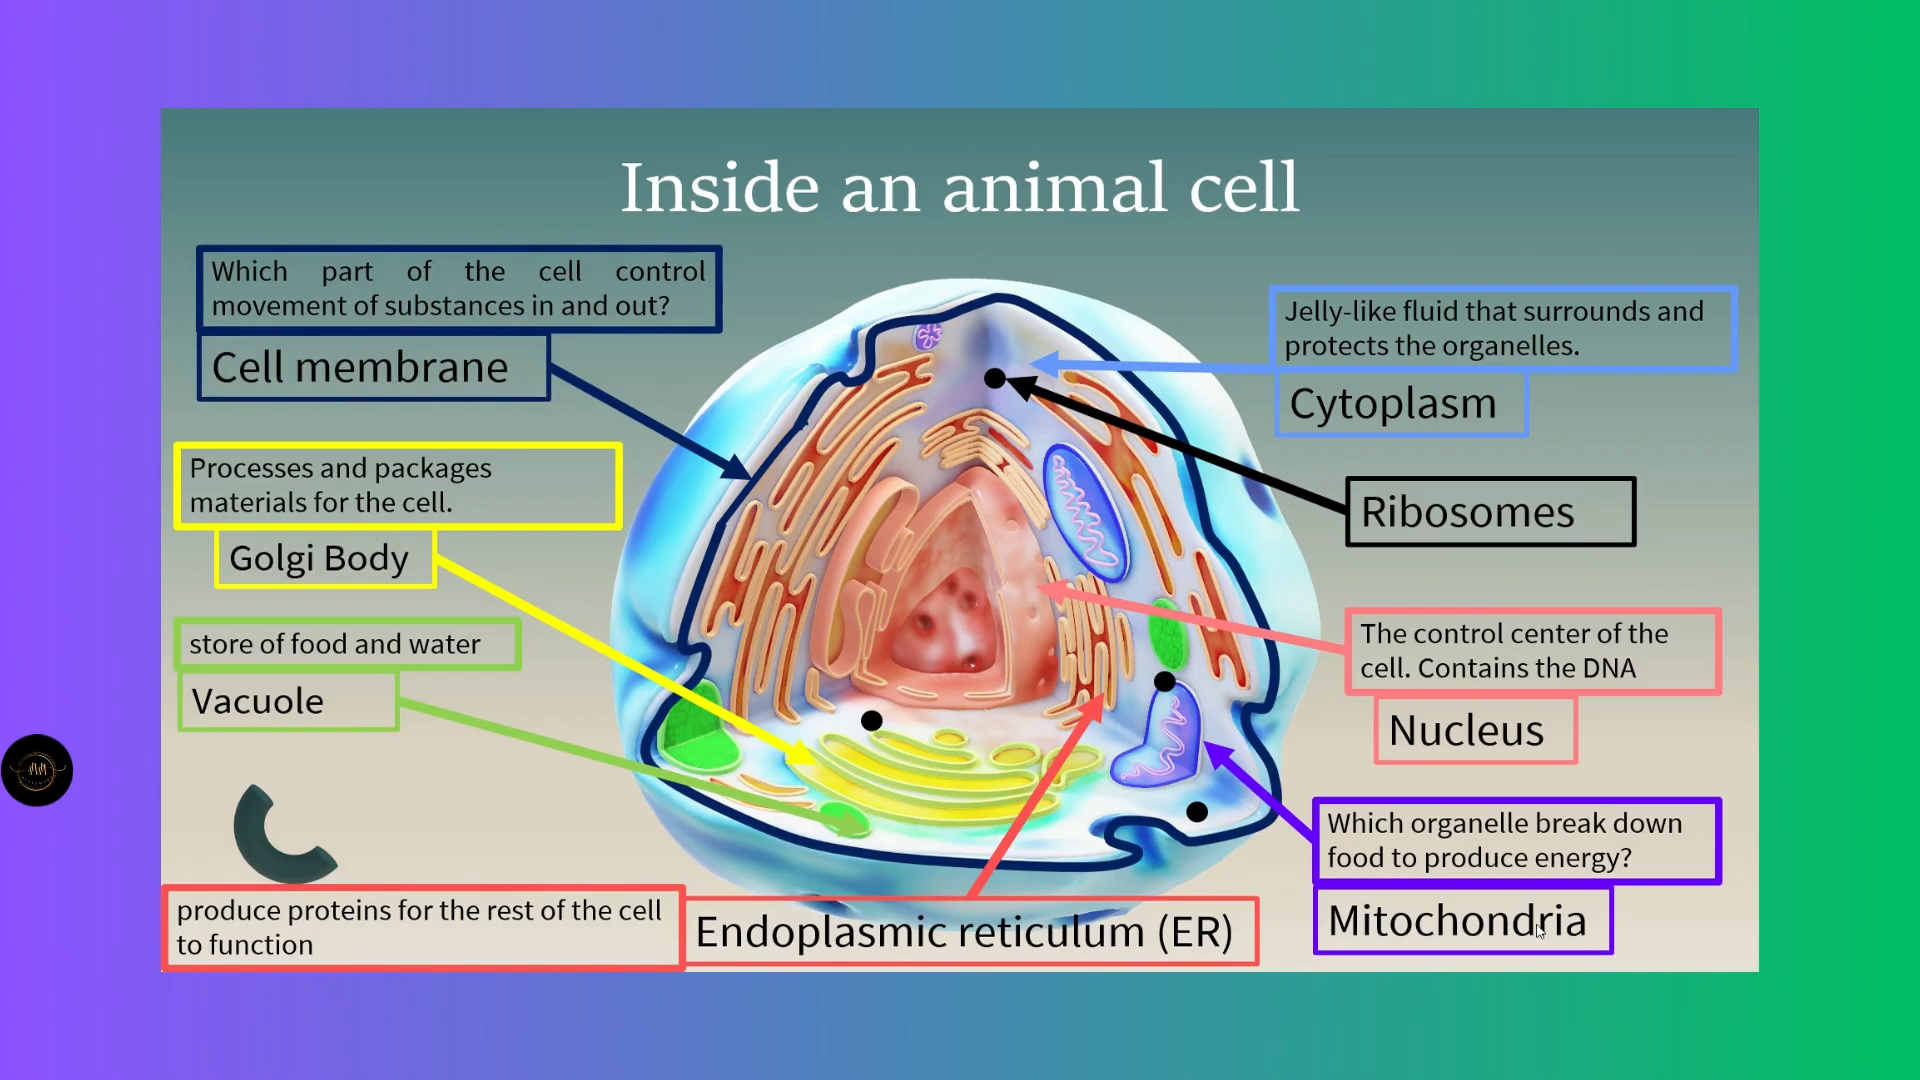 Inside an animal cell
Which part of the cell control
movement of substances in and out?
Cell membrane
Processes and packages
materials for the cell.
Golgi Body
store of food and water
Vacuole
produce proteins for the rest of the cell
to function
Endoplasmic reticulum (ER)
Jelly-like fluid that surrounds and
protects the organelles.
Cytoplasm
Ribosomes
The control center of the
cell. Contains the DNA
Nucleus
Which organelle break down
food to produce energy?
Mitochondria